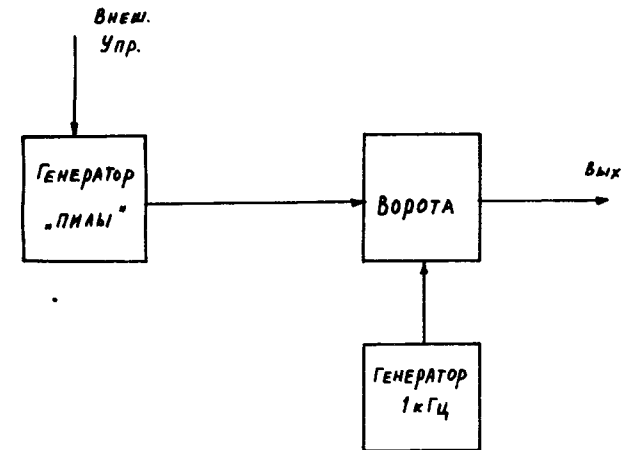 Внеш.
Упр.
Генератор
„пилы"
Ворота
Вых
Генератор
1кГц